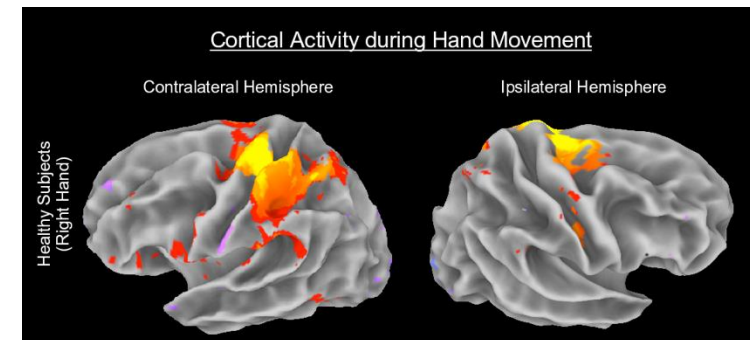 Cortical Activity during Hand Movement
Contralateral Hemisphere
Ipsilateral Hemisphere
Healthy Subjects
(Right Hand)